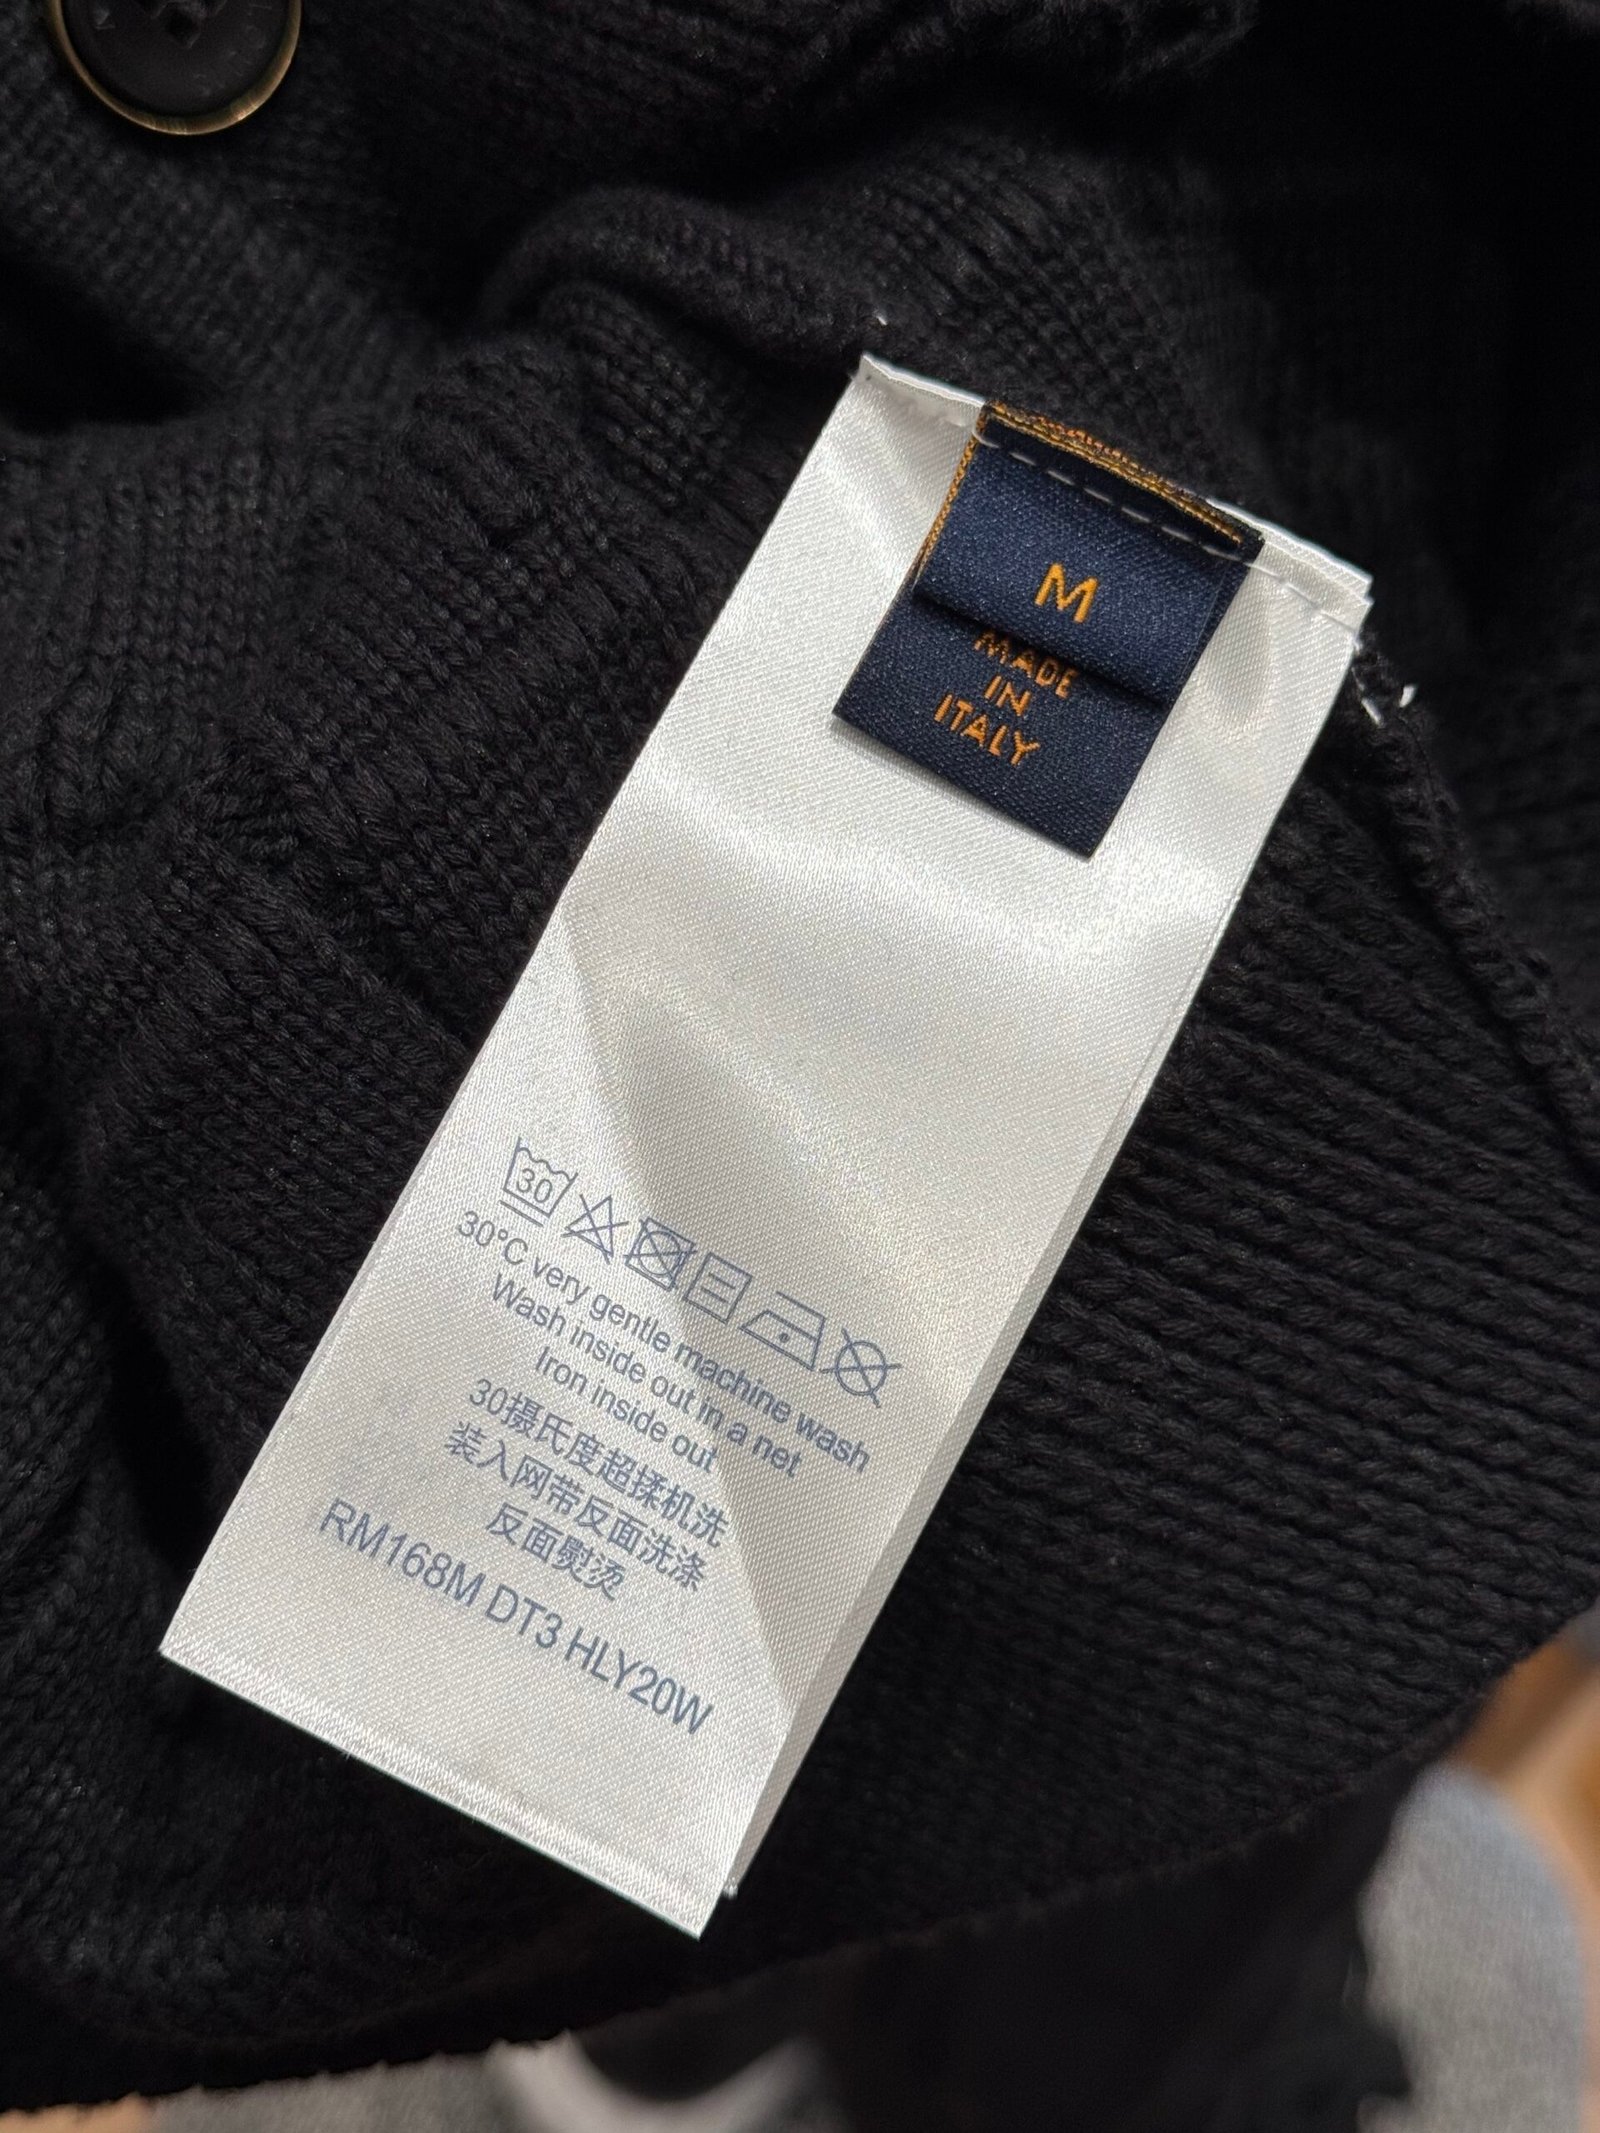 M
MADE
IN
ITALY
30
30°C very gentle machine wash
Wash inside out in a net
Iron inside out
30摄氏度超揉机洗
装入网带反面洗涤
反面熨烫
RM168M DT3 HLY20W